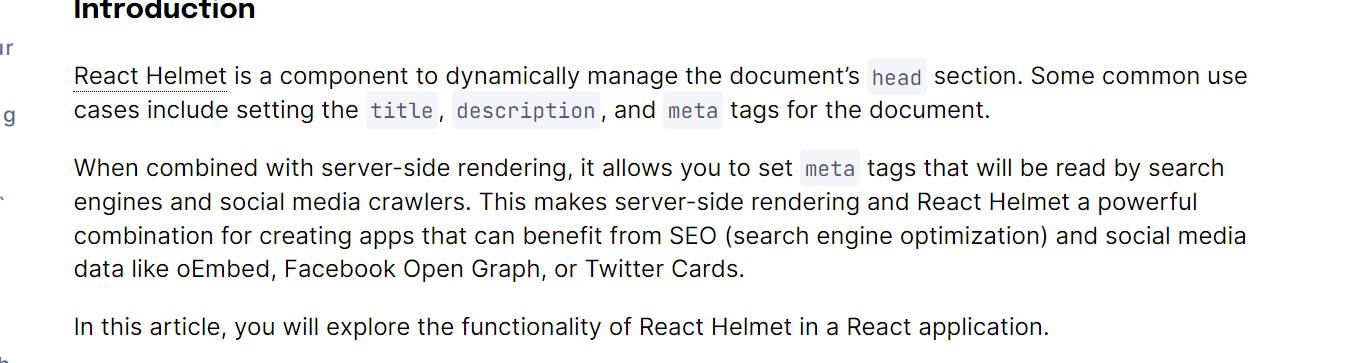 Introduction
React Helmet is a component to dynamically manage the document’s head section. Some common use
cases include setting the title, description, and meta tags for the document.
When combined with server-side rendering, it allows you to set meta tags that will be read by search
engines and social media crawlers. This makes server-side rendering and React Helmet a powerful
combination for creating apps that can benefit from SEO (search engine optimization) and social media
data like oEmbed, Facebook Open Graph, or Twitter Cards.
In this article, you will explore the functionality of React Helmet in a React application.